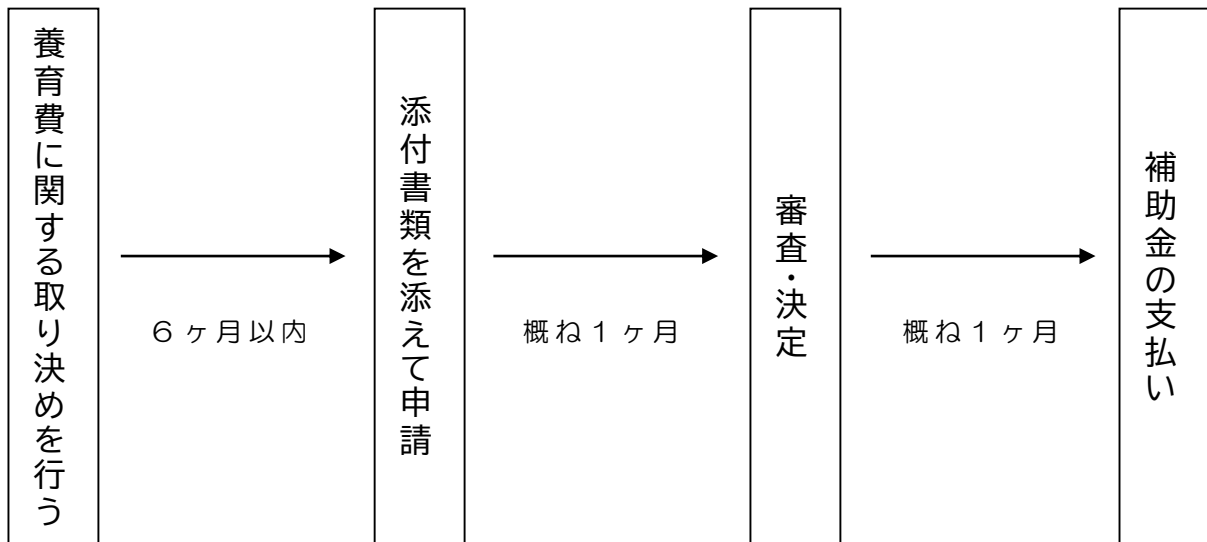 養育費に関する取り決めを行う
６ヶ月以内
添付書類を添えて申請
概ね１ヶ月
審査・決定
概ね１ヶ月
補助金の支払い